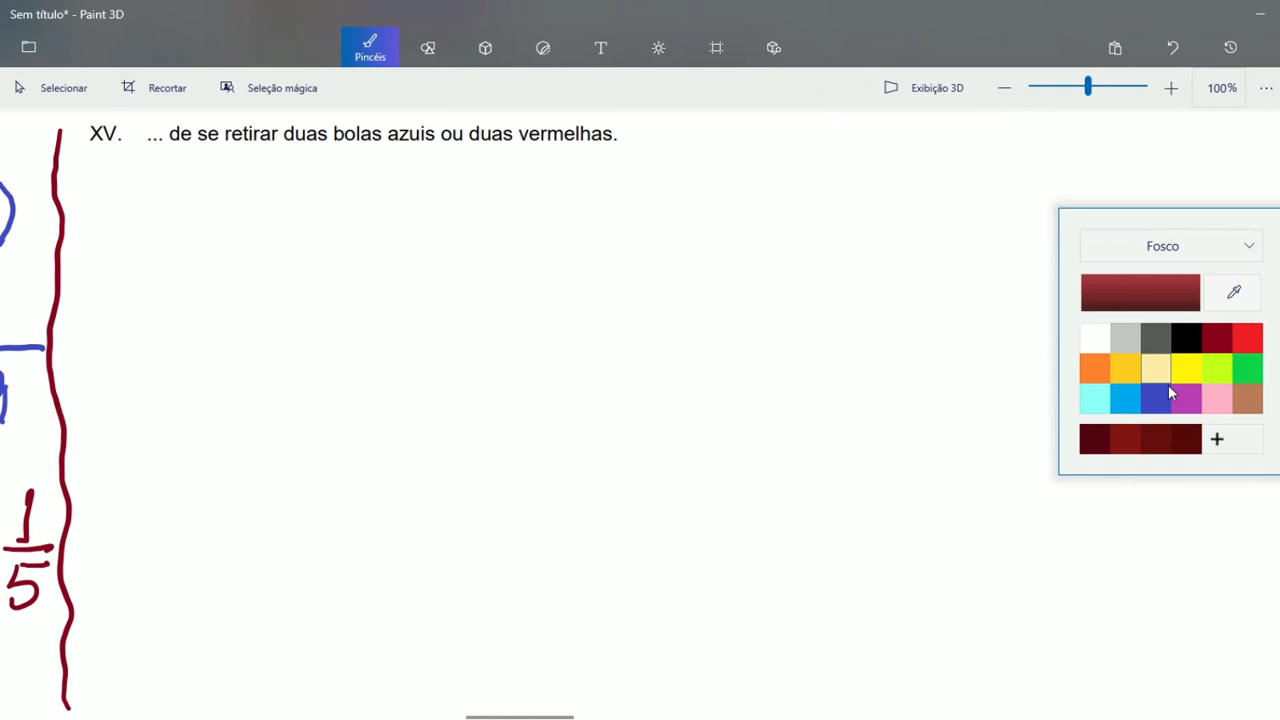 Sem título* - Paint 3D
Pincéis
Selecionar Recortar Seleção mágica Exibição 3D 100%
XV. ... de se retirar duas bolas azuis ou duas vermelhas.
Fosco
1
5